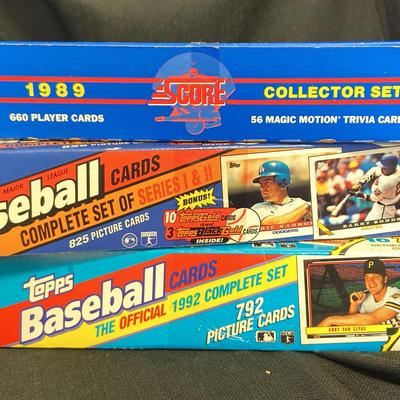 1989
SCORE
COLLECTOR SET
660 PLAYER CARDS
56 MAGIC MOTION TRIVIA CARD
MAJOR LEAGUE
seball CARDS
COMPLETE SET OF SERIES I & II
825 PICTURE CARDS
BONUS!
10 Topps Gold CARDS
3 Topps Black Gold CARDS
INSIDE!
Topps
DODGERS
BARRY BONDS
Topps
Baseball CARDS
THE OFFICIAL 1992 COMPLETE SET
792
PICTURE CARDS
ANDY VAN SLYKE